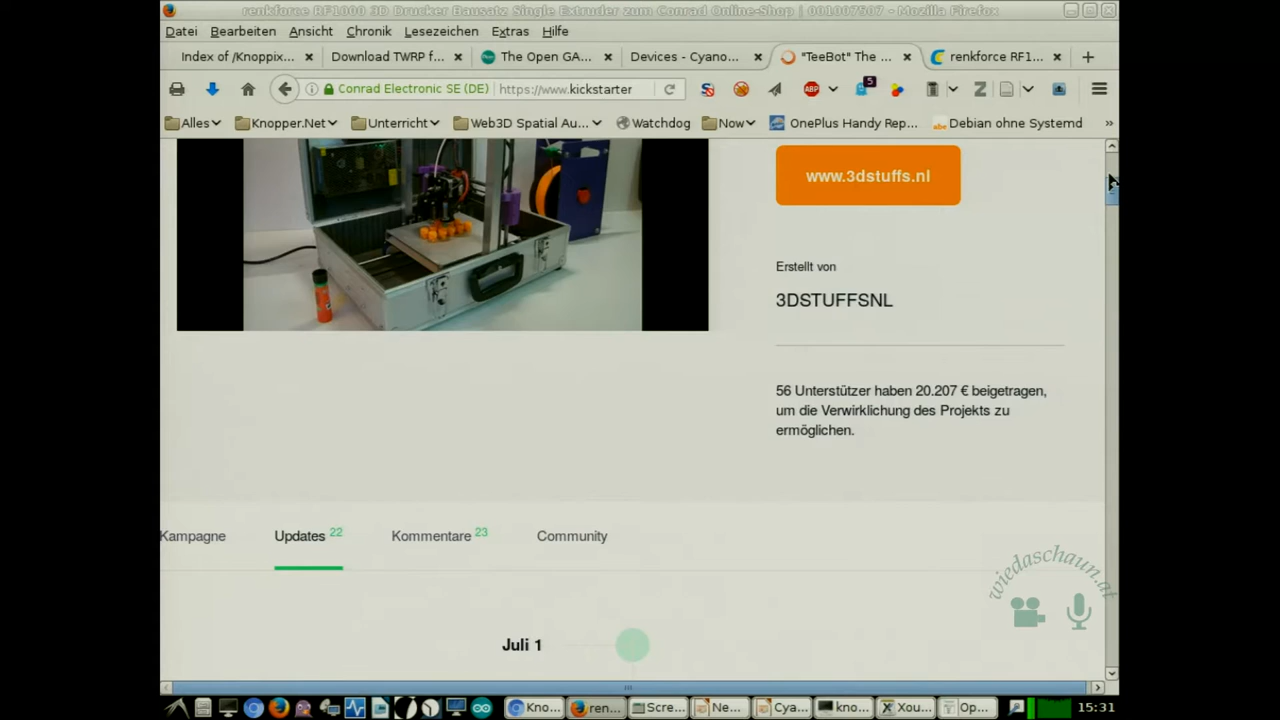 renkforce RF1000 3D Drucker Bausatz Single Extruder zum Conrad Online-Shop | 001007507 - Mozilla Firefox
Datei Bearbeiten Ansicht Chronik Lesezeichen Extras Hilfe
Index of /Knoppix... Download TWRP f... The Open GA... Devices - Cyano... "TeeBot" The ... renkforce RF1...
Conrad Electronic SE (DE) https://www.kickstarter ABP 5
Alles Knopper.Net Unterricht Web3D Spatial Au... Watchdog Now OnePlus Handy Rep... abe Debian ohne Systemd »
www.3dstuffs.nl
Erstellt von
3DSTUFFSNL
56 Unterstützer haben 20.207 € beigetragen,
um die Verwirklichung des Projekts zu
ermöglichen.
Kampagne Updates 22 Kommentare 23 Community
wiedaschaun.at
Juli 1
Kno... ren... Scre... Ne... Cya... kno... Xou... Op... 15:31